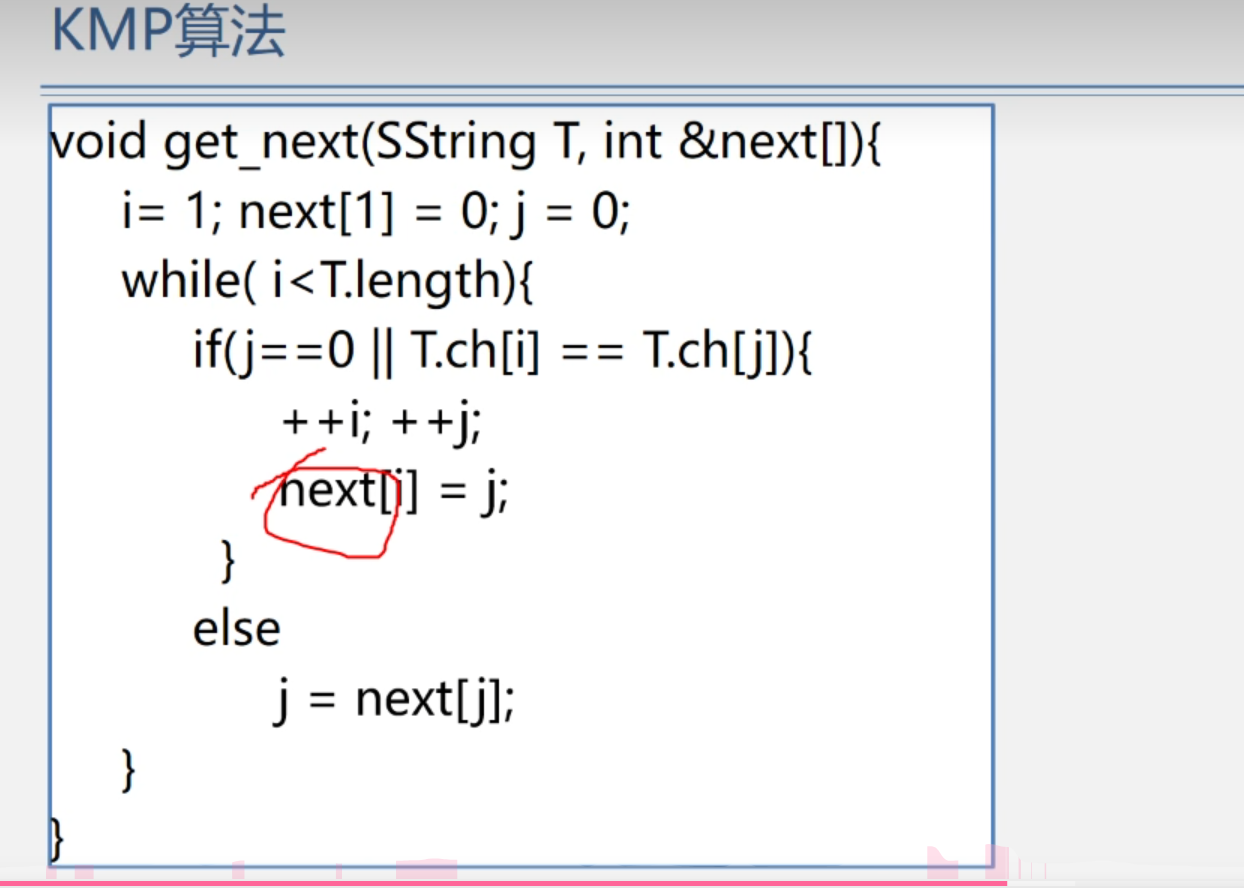 KMP算法
void get_next(SString T, int &next[]){
i= 1; next[1] = 0; j = 0;
while( i<T.length){
if(j==0 || T.ch[i] == T.ch[j]){
++i; ++j;
next[i] = j;
}
else
j = next[j];
}
}